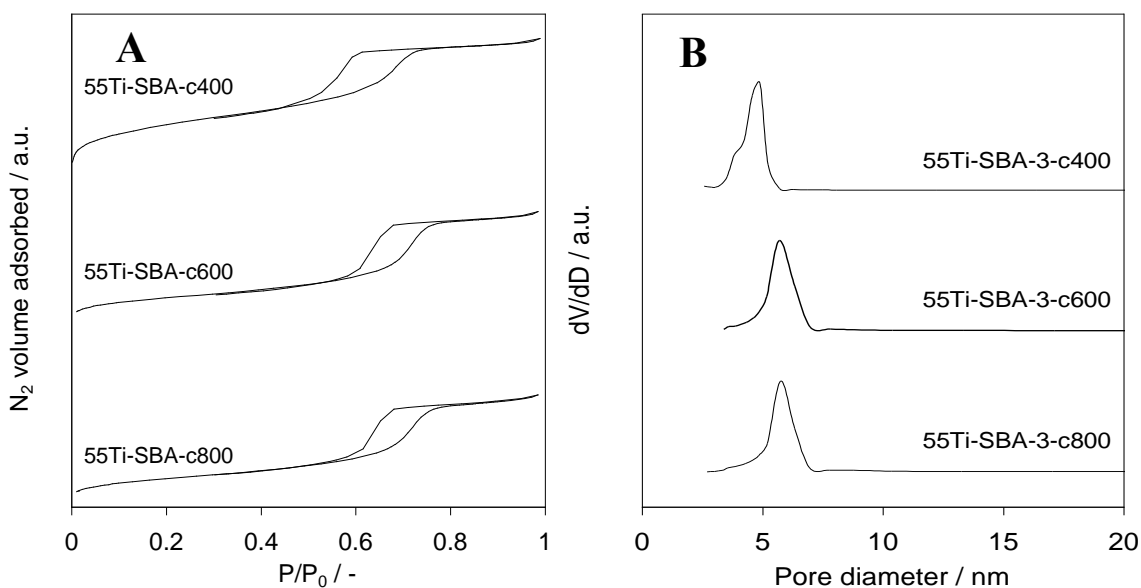 A
55Ti-SBA-c400
55Ti-SBA-c600
55Ti-SBA-c800
N₂ volume adsorbed / a.u.
0 0.2 0.4 0.6 0.8 1
P/P₀ / -
B
55Ti-SBA-3-c400
55Ti-SBA-3-c600
55Ti-SBA-3-c800
dV/dD / a.u.
0 5 10 15 20
Pore diameter / nm